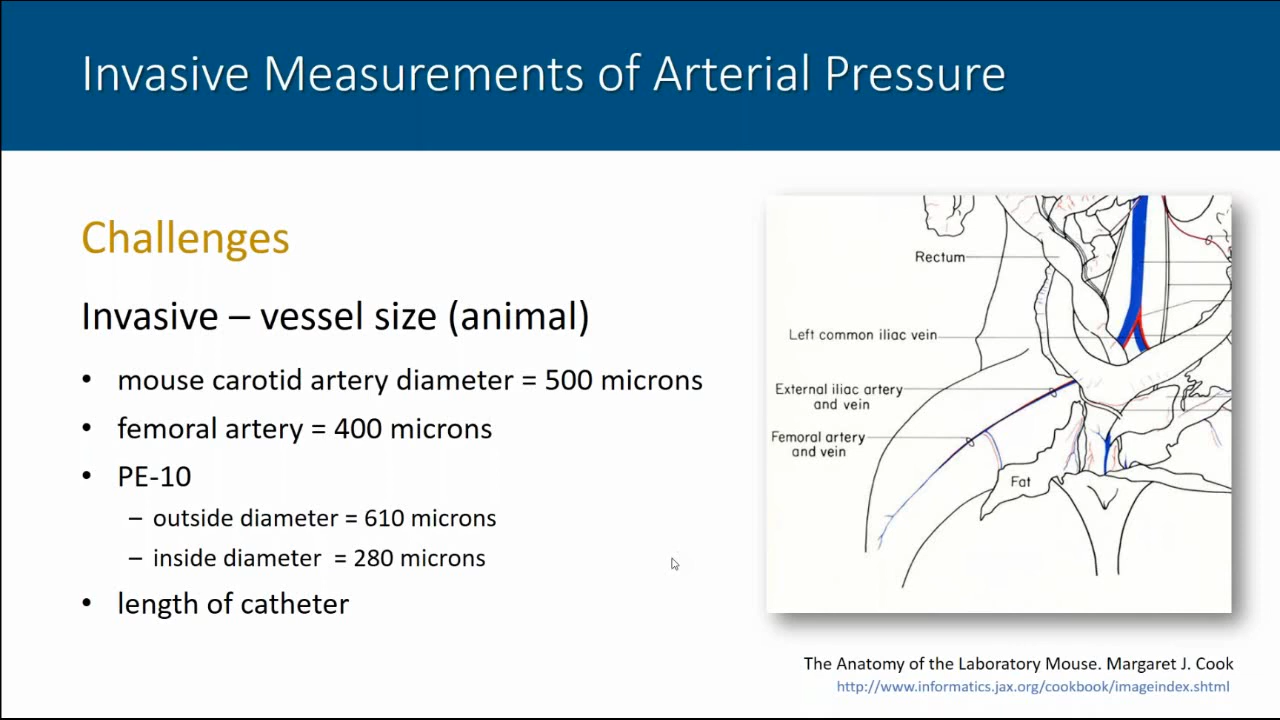 Invasive Measurements of Arterial Pressure
Challenges
Invasive – vessel size (animal)
• mouse carotid artery diameter = 500 microns
• femoral artery = 400 microns
• PE-10
– outside diameter = 610 microns
– inside diameter = 280 microns
• length of catheter
Rectum
Left common iliac vein
External iliac artery
and vein
Femoral artery
and vein
Fat
The Anatomy of the Laboratory Mouse. Margaret J. Cook
http://www.informatics.jax.org/cookbook/imageindex.shtml